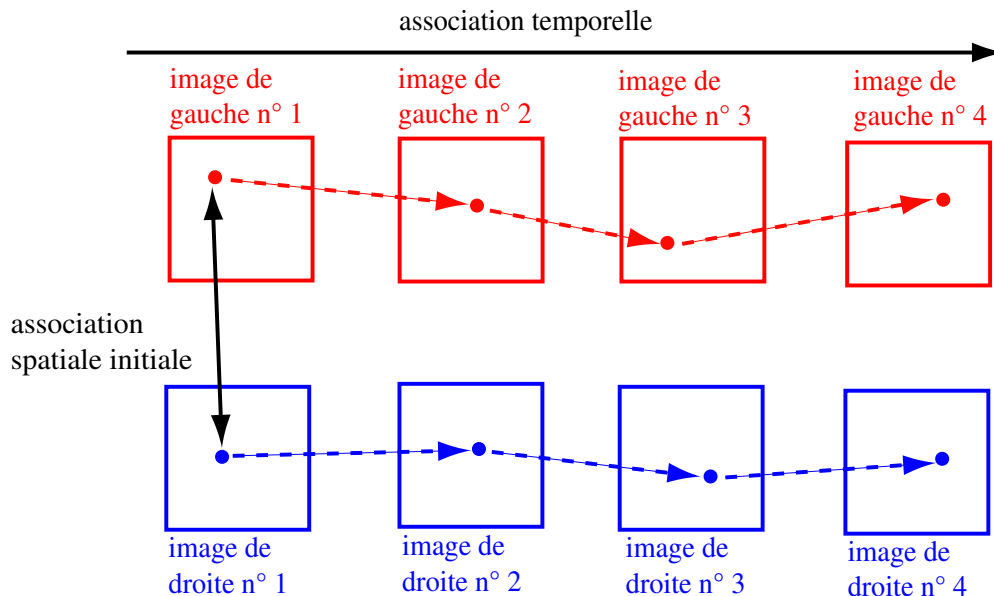 association temporelle
image de
gauche n° 1
image de
gauche n° 2
image de
gauche n° 3
image de
gauche n° 4
association
spatiale initiale
image de
droite n° 1
image de
droite n° 2
image de
droite n° 3
image de
droite n° 4